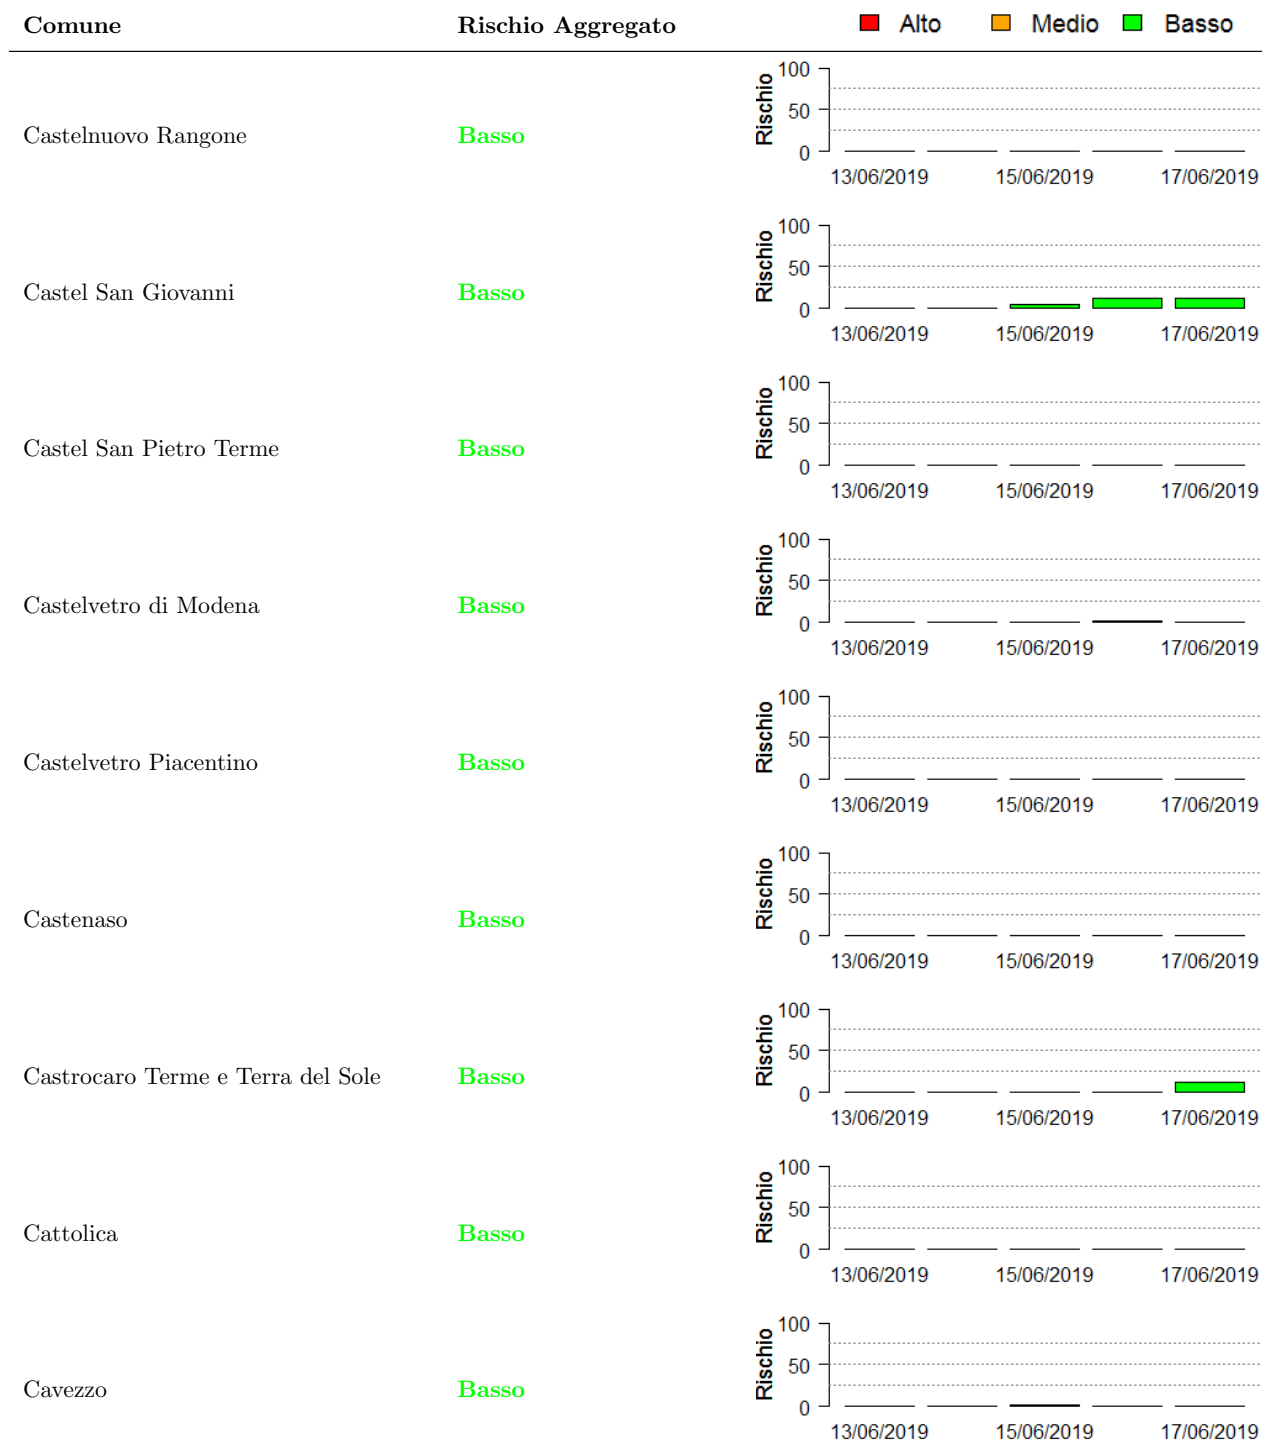 Comune Rischio Aggregato Alto Medio Basso
100
Rischio
50
Castelnuovo Rangone Basso
0
13/06/2019 15/06/2019 17/06/2019
100
Rischio
50
Castel San Giovanni Basso
0
13/06/2019 15/06/2019 17/06/2019
100
Rischio
50
Castel San Pietro Terme Basso
0
13/06/2019 15/06/2019 17/06/2019
100
Rischio
50
Castelvetro di Modena Basso
0
13/06/2019 15/06/2019 17/06/2019
100
Rischio
50
Castelvetro Piacentino Basso
0
13/06/2019 15/06/2019 17/06/2019
100
Rischio
50
Castenaso Basso
0
13/06/2019 15/06/2019 17/06/2019
100
Rischio
50
Castrocaro Terme e Terra del Sole Basso
0
13/06/2019 15/06/2019 17/06/2019
100
Rischio
50
Cattolica Basso
0
13/06/2019 15/06/2019 17/06/2019
100
Rischio
50
Cavezzo Basso
0
13/06/2019 15/06/2019 17/06/2019